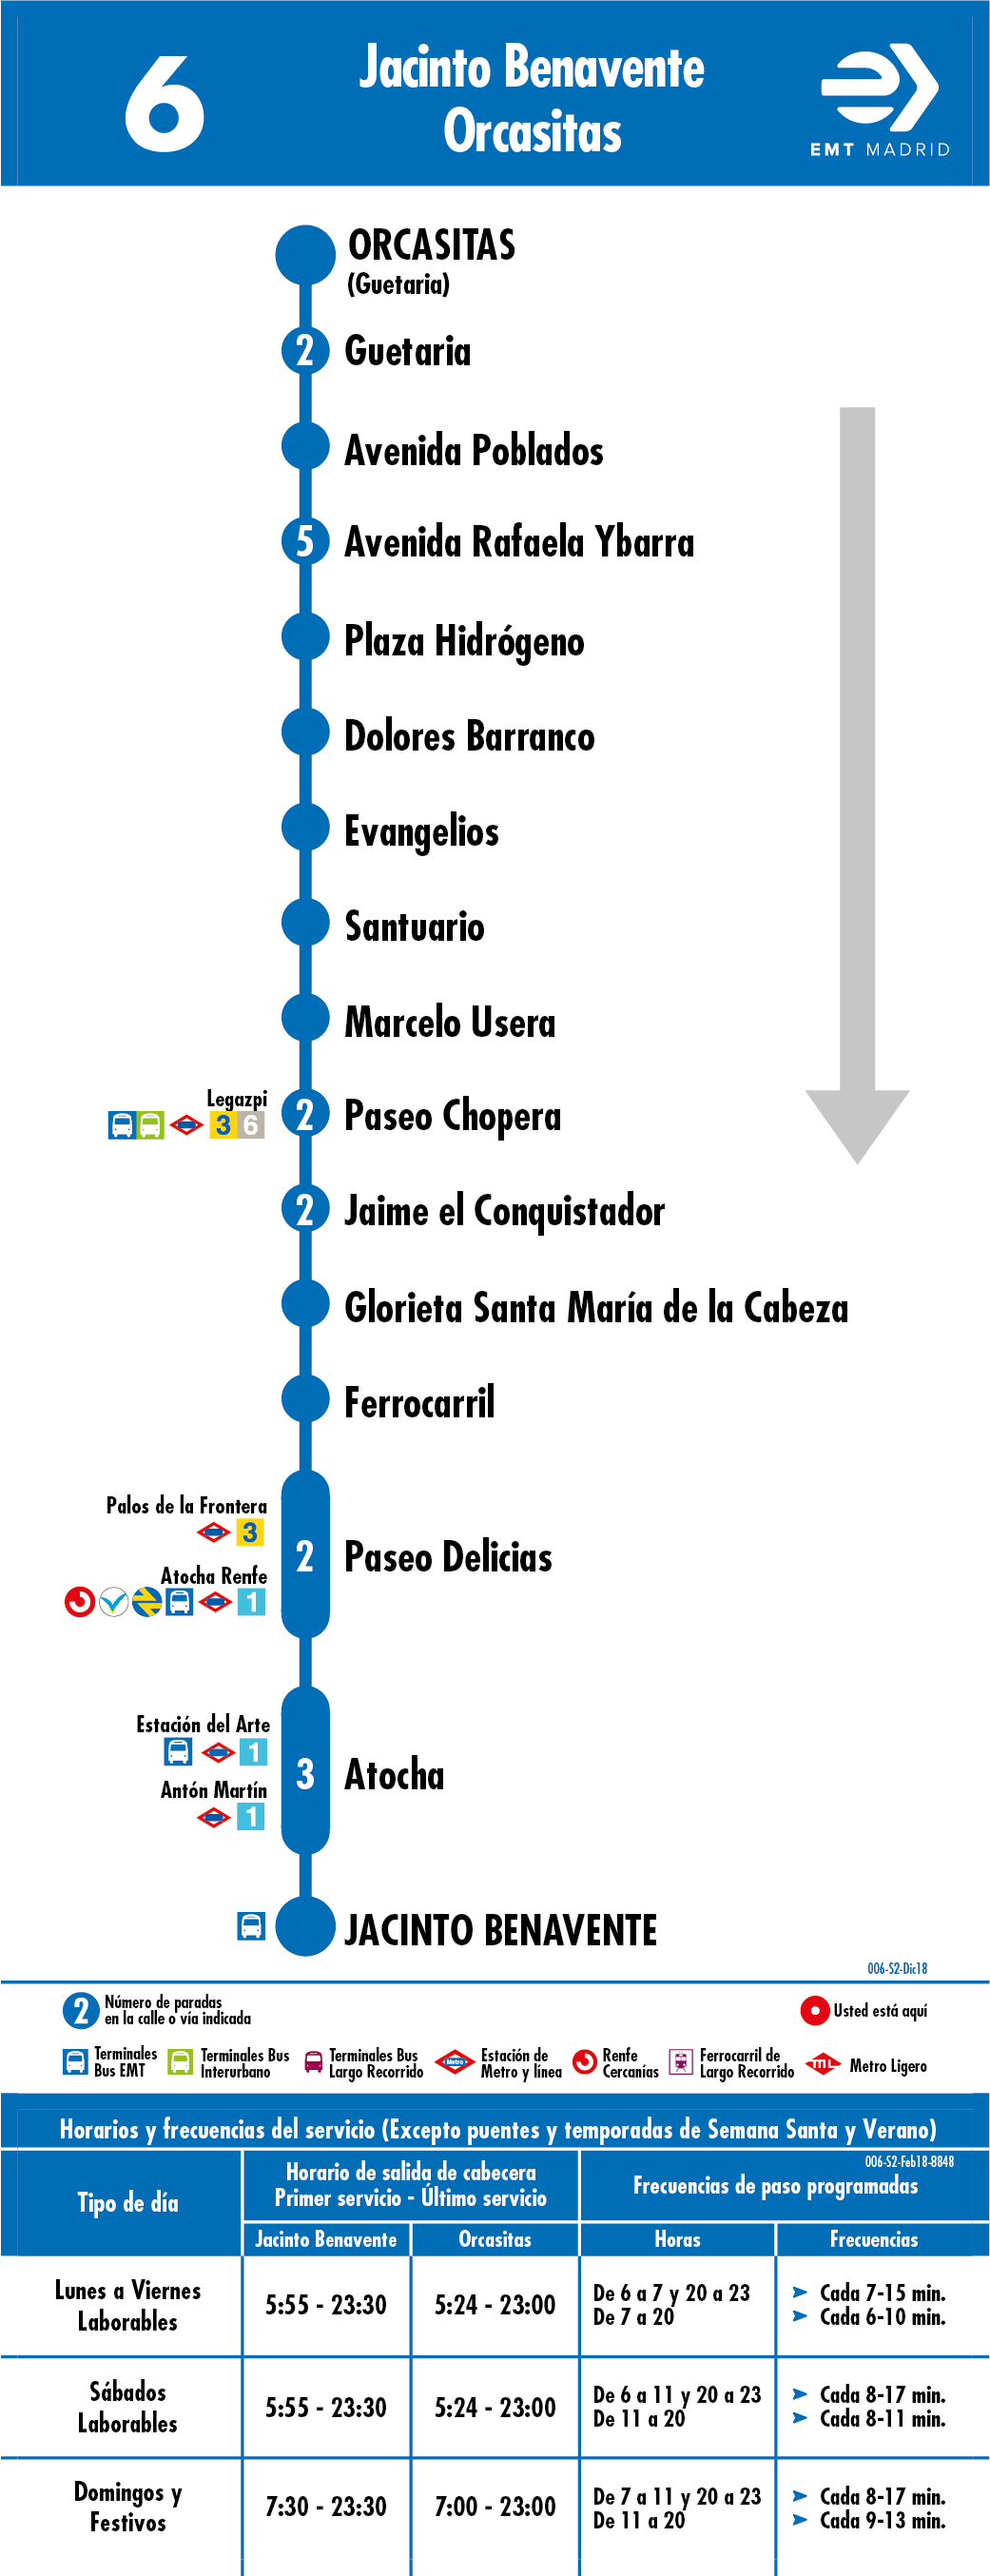 6
Jacinto Benavente
Orcasitas
EMT MADRID
ORCASITAS
(Guetaria)
2 Guetaria
Avenida Poblados
5 Avenida Rafaela Ybarra
Plaza Hidrógeno
Dolores Barranco
Evangelios
Santuario
Marcelo Usera
Legazpi
3 6
2 Paseo Chopera
2 Jaime el Conquistador
Glorieta Santa María de la Cabeza
Ferrocarril
Palos de la Frontera
3
2 Paseo Delicias
Atocha Renfe
1
Estación del Arte
1
3 Atocha
Antón Martín
1
JACINTO BENAVENTE
006-S2-Dic18
2 Número de paradas
en la calle o vía indicada
Usted está aquí
Terminales
Bus EMT
Terminales Bus
Interurbano
Terminales Bus
Largo Recorrido
Metro
Estación de
Metro y línea
Renfe
Cercanías
Ferrocarril de
Largo Recorrido
ML
Metro Ligero
Horarios y frecuencias del servicio (Excepto puentes y temporadas de Semana Santa y Verano)
006-S2-Feb18-8848
Tipo de día
Horario de salida de cabecera
Primer servicio - Último servicio
Frecuencias de paso programadas
Jacinto Benavente Orcasitas Horas Frecuencias
Lunes a Viernes
Laborables
5:55 - 23:30 5:24 - 23:00
De 6 a 7 y 20 a 23 ➤ Cada 7-15 min.
De 7 a 20 ➤ Cada 6-10 min.
Sábados
Laborables
5:55 - 23:30 5:24 - 23:00
De 6 a 11 y 20 a 23 ➤ Cada 8-17 min.
De 11 a 20 ➤ Cada 8-11 min.
Domingos y
Festivos
7:30 - 23:30 7:00 - 23:00
De 7 a 11 y 20 a 23 ➤ Cada 8-17 min.
De 11 a 20 ➤ Cada 9-13 min.